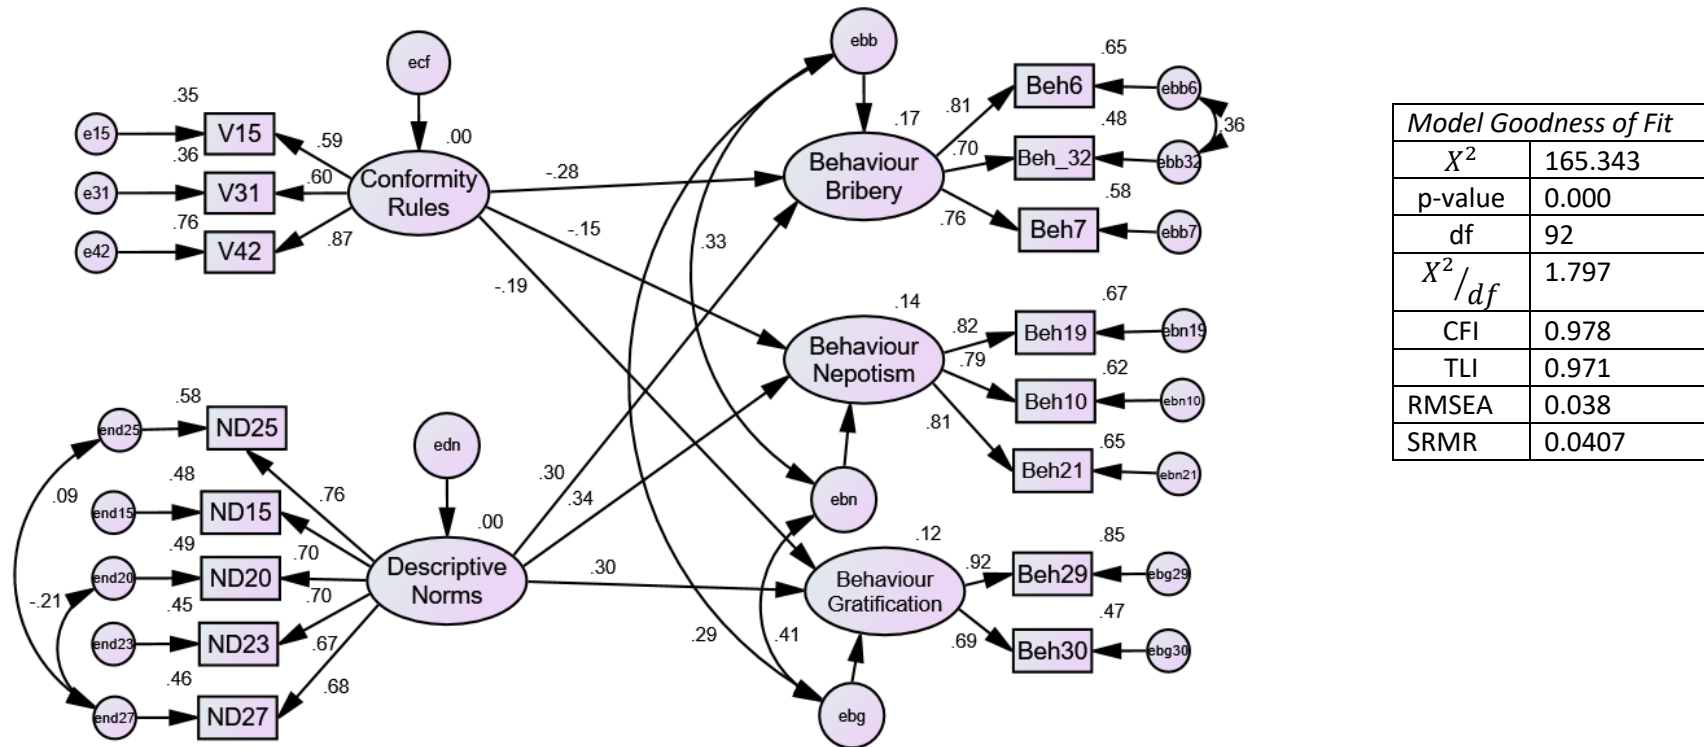 ecf
.35
e15
V15
.59
.00
.36
e31
V31
.60
Conformity
Rules
.76
e42
V42
.87
-.28
-.15
-.19
.58
end25
ND25
.09
.76
edn
.48
end15
ND15
.00
.49
.70
end20
ND20
Descriptive
Norms
-.21
.45
.70
end23
ND23
.67
.46
.68
end27
ND27
.30
.34
.30
ebb
.17
Behaviour
Bribery
.33
.81
.65
Beh6
ebb6
.36
.48
.70
Beh_32
ebb32
.58
.76
Beh7
ebb7
.14
Behaviour
Nepotism
.67
.82
Beh19
ebn19
.79
.62
Beh10
ebn10
.81
.65
Beh21
ebn21
ebn
.12
Behaviour
Gratification
.85
.92
Beh29
ebg29
.47
.69
Beh30
ebg30
.29
.41
ebg
Model Goodness of Fit
X² 165.343
p-value 0.000
df 92
X²/df 1.797
CFI 0.978
TLI 0.971
RMSEA 0.038
SRMR 0.0407